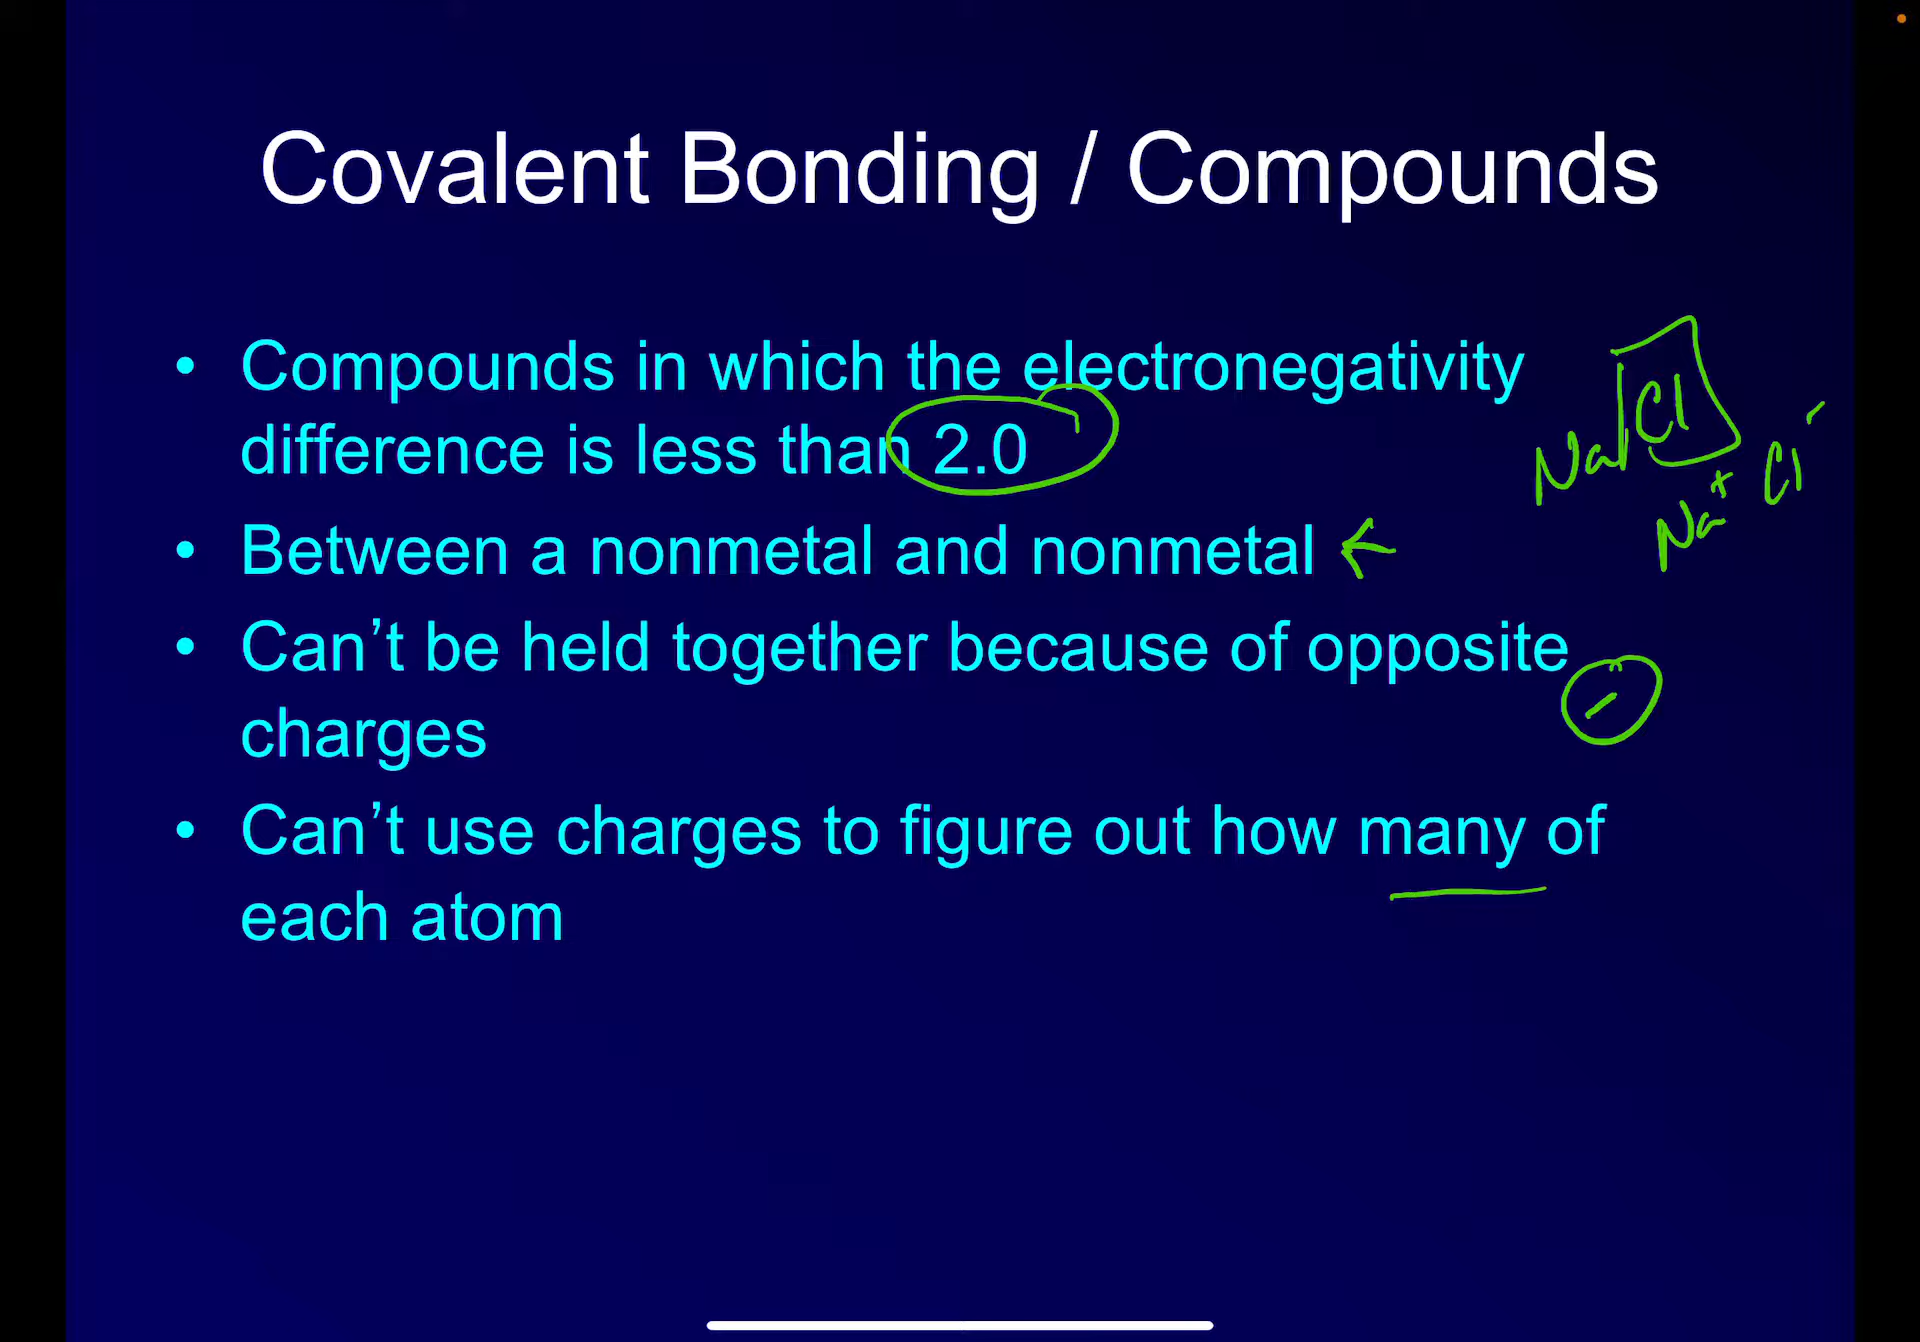 Covalent Bonding / Compounds
• Compounds in which the electronegativity
difference is less than 2.0
NaCl
Na⁺ Cl⁻
• Between a nonmetal and nonmetal ←
• Can’t be held together because of opposite
charges
-
• Can’t use charges to figure out how many of
each atom